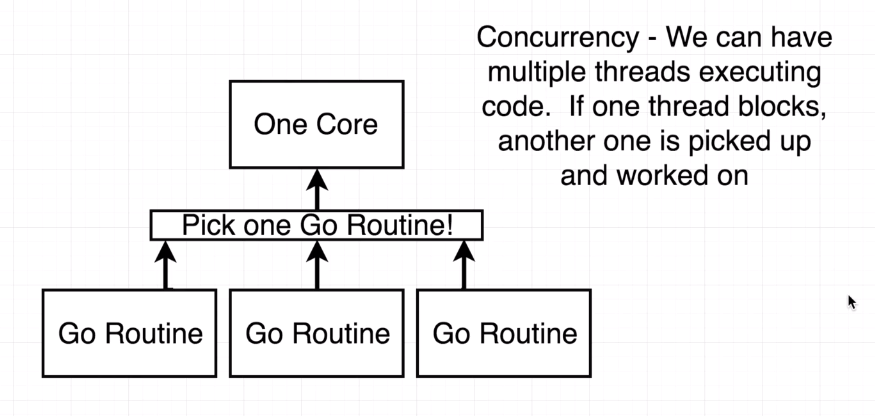 Concurrency - We can have
multiple threads executing
code.  If one thread blocks,
another one is picked up
and worked on
One Core
Pick one Go Routine!
Go Routine
Go Routine
Go Routine